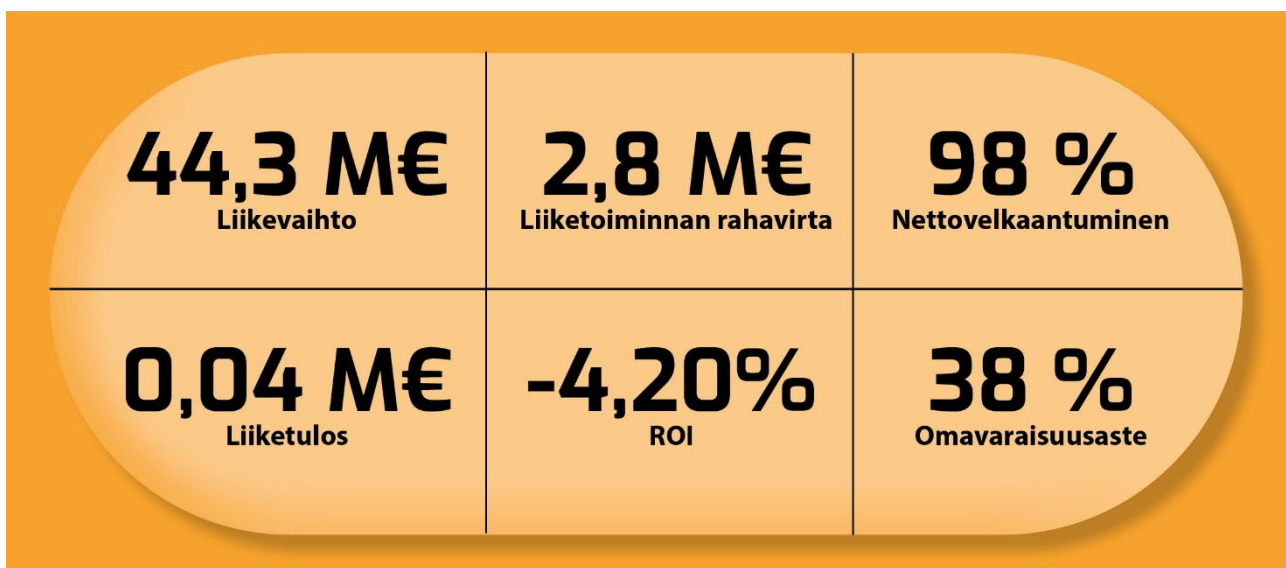 44,3 M€
Liikevaihto
2,8 M€
Liiketoiminnan rahavirta
98 %
Nettovelkaantuminen
0,04 M€
Liiketulos
-4,20%
ROI
38 %
Omavaraisuusaste